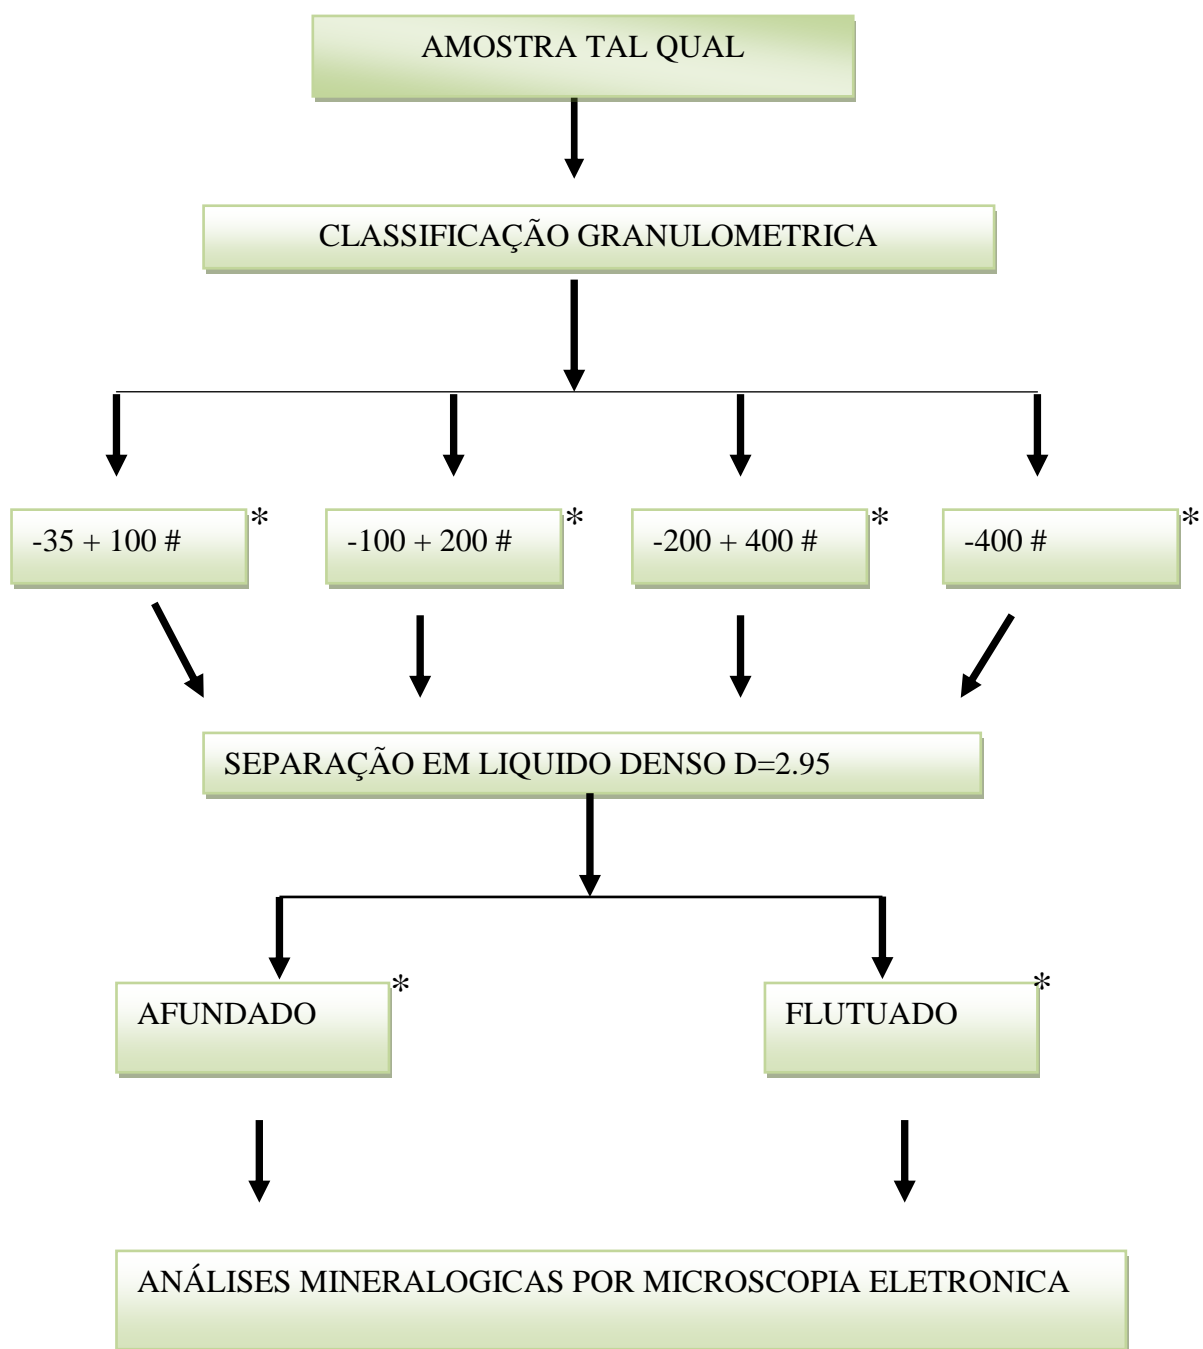 AMOSTRA TAL QUAL
CLASSIFICAÇÃO GRANULOMETRICA
-35 + 100 # *
-100 + 200 # *
-200 + 400 # *
-400 # *
SEPARAÇÃO EM LIQUIDO DENSO D=2.95
AFUNDADO *
FLUTUADO *
ANÁLISES MINERALOGICAS POR MICROSCOPIA ELETRONICA